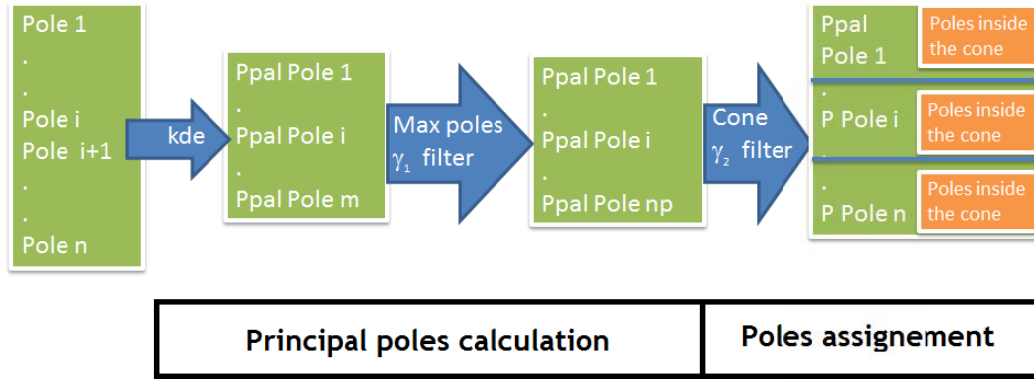 Pole 1
.
.
Pole i
Pole i+1
.
.
Pole n
kde
Ppal Pole 1
.
Ppal Pole i
.
Ppal Pole m
Max poles
γ₁ filter
Ppal Pole 1
.
Ppal Pole i
.
Ppal Pole np
Cone
γ₂ filter
Ppal
Pole 1
Poles inside
the cone
.
P Pole i
.
Poles inside
the cone
.
P Pole n
Poles inside
the cone
Principal poles calculation
Poles assignement